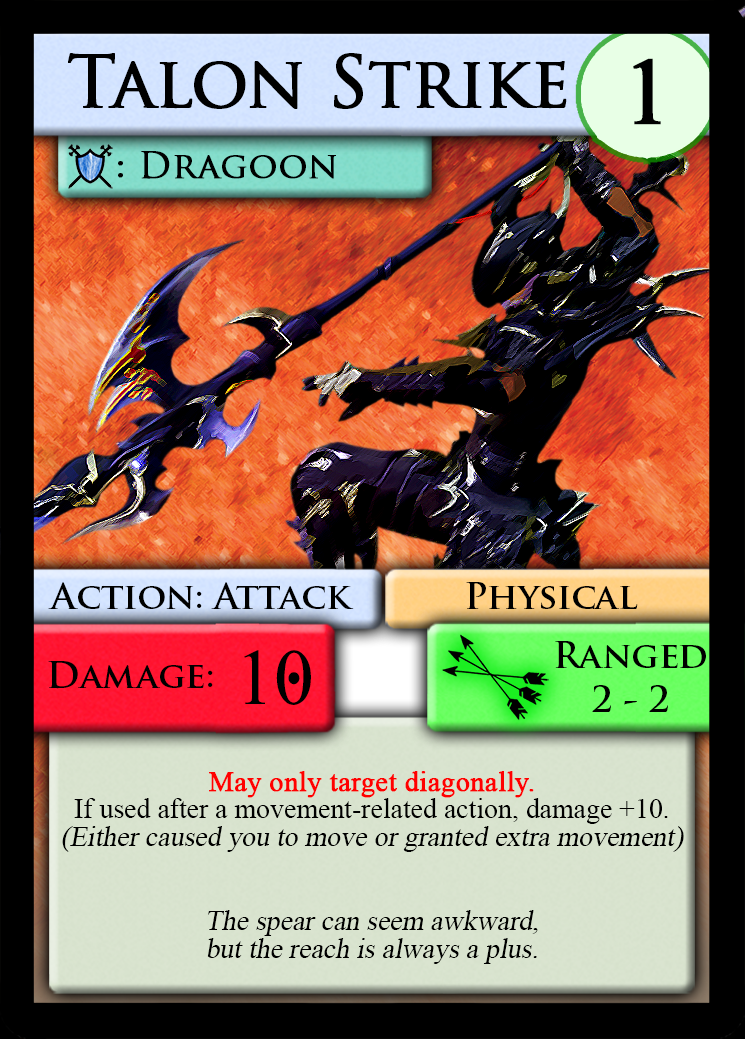 Talon Strike
1
: Dragoon
Action: Attack
Physical
Damage: 10
Ranged
2 - 2
May only target diagonally.
If used after a movement-related action, damage +10.
(Either caused you to move or granted extra movement)
The spear can seem awkward,
but the reach is always a plus.